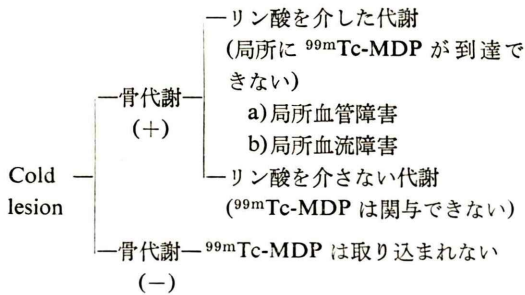 リン酸を介した代謝
(局所に 99mTc-MDP が到達で
きない)
a)局所血管障害
b)局所血流障害
骨代謝
(+)
リン酸を介さない代謝
(99mTc-MDP は関与できない)
Cold
lesion
骨代謝 99mTc-MDP は取り込まれない
(−)